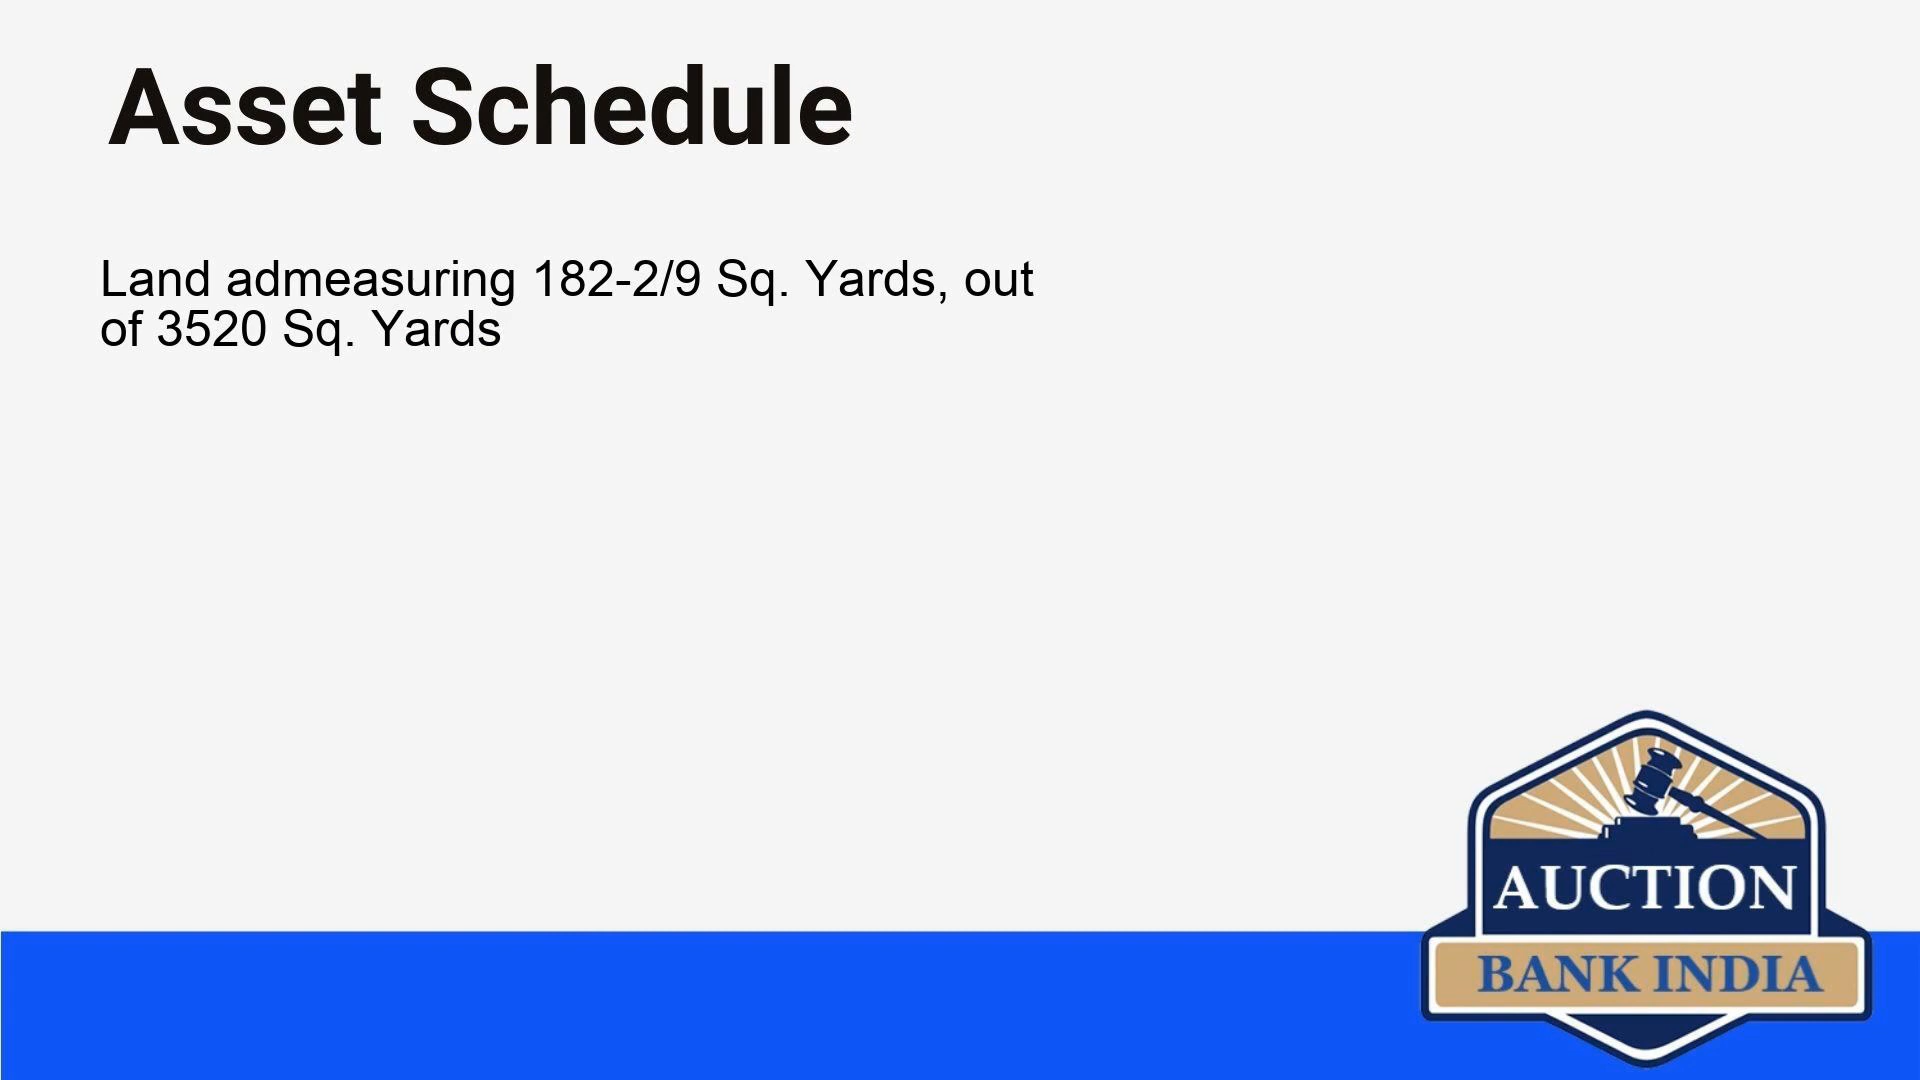 Asset Schedule
Land admeasuring 182-2/9 Sq. Yards, out
of 3520 Sq. Yards
AUCTION
BANK INDIA